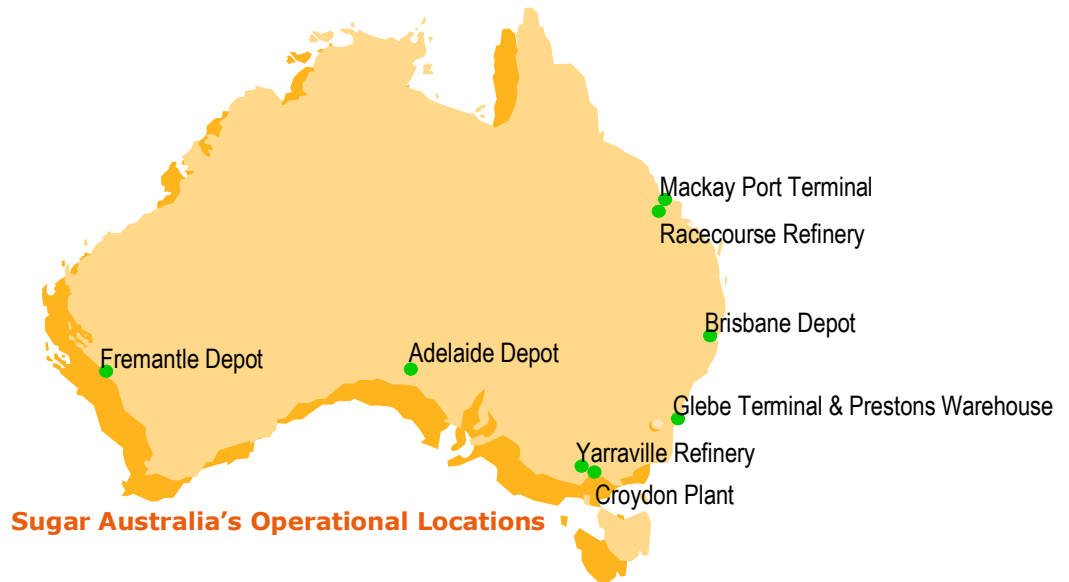 Mackay Port Terminal
Racecourse Refinery
Brisbane Depot
Fremantle Depot
Adelaide Depot
Glebe Terminal & Prestons Warehouse
Yarraville Refinery
Croydon Plant
Sugar Australia's Operational Locations